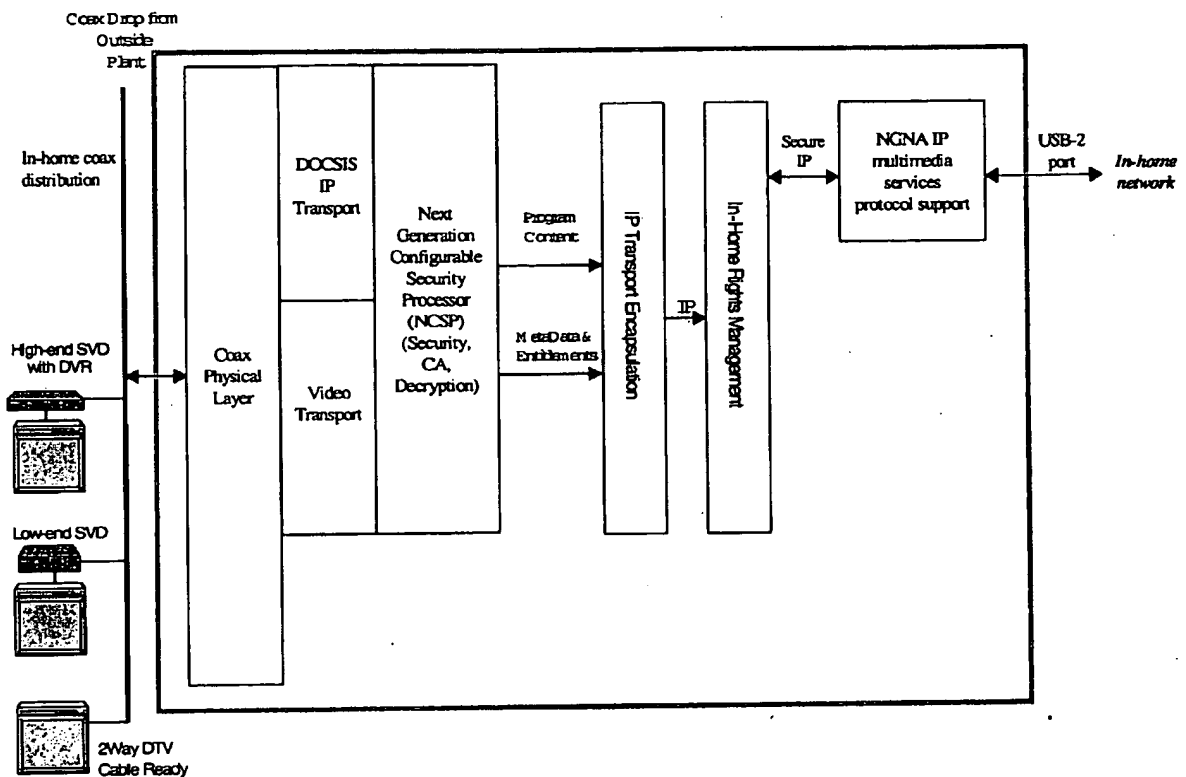 Coax Drop from
Outside
Plant
In-home coax
distribution
High-end SVD
with DVR
Low-end SVD
2Way DTV
Cable Ready
Coax
Physical
Layer
DOCSIS
IP
Transport
Video
Transport
Next
Generation
Configurable
Security
Processor
(NCSP)
(Security,
CA,
Decryption)
Program
Content
MetaData &
Entitlements
IP Transport Encapsulation
IP
In-Home Rights Management
Secure
IP
NGNA IP
multimedia
services
protocol support
USB-2
port
In-home
network